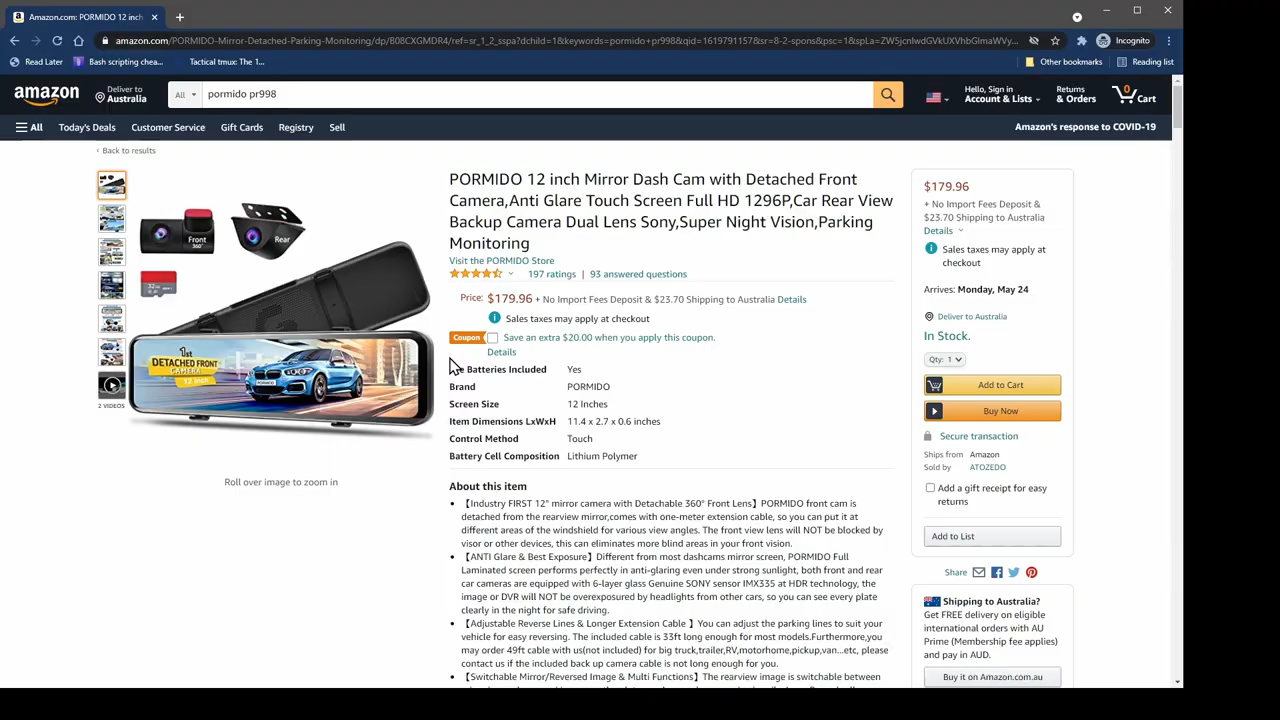 Amazon.com: PORMIDO 12 inch
amazon.com/PORMIDO-Mirror-Detached-Parking-Monitoring/dp/B08CXGMDR4/ref=sr_1_2_sspa?dchild=1&keywords=pormido+pr998&qid=1619791157&sr=8-2-spons&psc=1&spLa=ZW5jcnlwdGVkUXVhbGlmaWVy...
Incognito
Read Later
Bash scripting chea...
Tactical tmux: The 1...
Other bookmarks
Reading list
amazon
Deliver to
Australia
All
pormido pr998
Hello, Sign in
Account & Lists
Returns
& Orders
0
Cart
All
Today's Deals
Customer Service
Gift Cards
Registry
Sell
Amazon's response to COVID-19
‹ Back to results
2 VIDEOS
Front
360°
Rear
32
1st
DETACHED FRONT
CAMERA
12 inch
PORMIDO
Roll over image to zoom in
PORMIDO 12 inch Mirror Dash Cam with Detached Front
Camera,Anti Glare Touch Screen Full HD 1296P,Car Rear View
Backup Camera Dual Lens Sony,Super Night Vision,Parking
Monitoring
Visit the PORMIDO Store
197 ratings | 93 answered questions
Price: $179.96 + No Import Fees Deposit & $23.70 Shipping to Australia Details
Sales taxes may apply at checkout
Coupon Save an extra $20.00 when you apply this coupon.
Details
Batteries Included Yes
Brand PORMIDO
Screen Size 12 Inches
Item Dimensions LxWxH 11.4 x 2.7 x 0.6 inches
Control Method Touch
Battery Cell Composition Lithium Polymer
About this item
• 【Industry FIRST 12" mirror camera with Detachable 360° Front Lens】PORMIDO front cam is
detached from the rearview mirror,comes with one-meter extension cable, so you can put it at
different areas of the windshield for various view angles. The front view lens will NOT be blocked by
visor or other devices, this can eliminates more blind areas in your front vision.
• 【ANTI Glare & Best Exposure】Different from most dashcams mirror screen, PORMIDO Full
Laminated screen performs perfectly in anti-glaring even under strong sunlight, both front and rear
car cameras are equipped with 6-layer glass Genuine SONY sensor IMX335 at HDR technology, the
image or DVR will NOT be overexposured by headlights from other cars, so you can see every plate
clearly in the night for safe driving.
• 【Adjustable Reverse Lines & Longer Extension Cable 】You can adjust the parking lines to suit your
vehicle for easy reversing. The included cable is 33ft long enough for most models.Furthermore,you
may order 49ft cable with us(not included) for big truck,trailer,RV,motorhome,pickup,van...etc, please
contact us if the included back up camera cable is not long enough for you.
• 【Switchable Mirror/Reversed Image & Multi Functions】The rearview image is switchable between
$179.96
+ No Import Fees Deposit &
$23.70 Shipping to Australia
Details
Sales taxes may apply at
checkout
Arrives: Monday, May 24
Deliver to Australia
In Stock.
Qty: 1
Add to Cart
Buy Now
Secure transaction
Ships from Amazon
Sold by ATOZEDO
Add a gift receipt for easy
returns
Add to List
Share
Shipping to Australia?
Get FREE delivery on eligible
international orders with AU
Prime (Membership fee applies)
and pay in AUD.
Buy it on Amazon.com.au